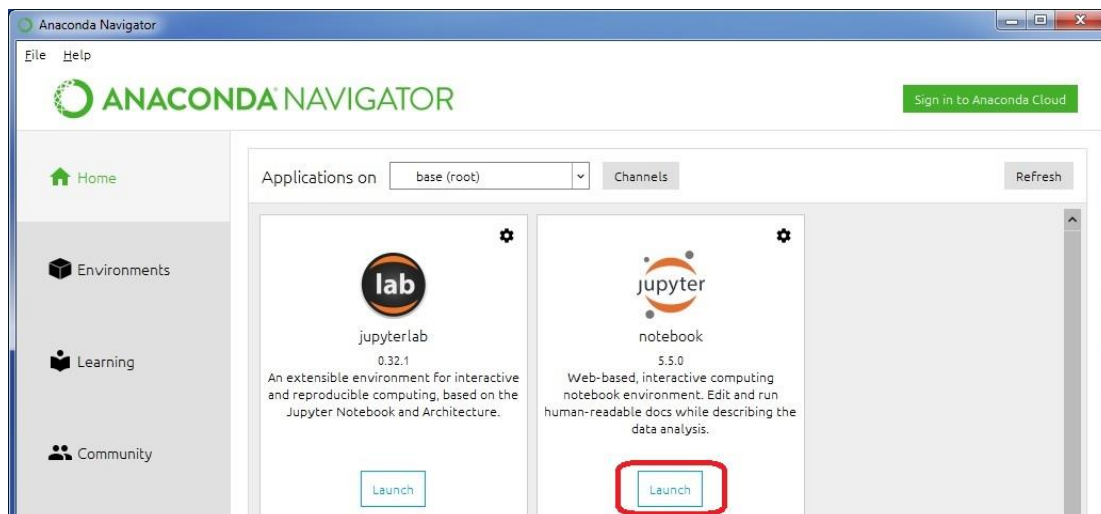 Anaconda Navigator
File Help
ANACONDA NAVIGATOR
Sign in to Anaconda Cloud
Home
Environments
Learning
Community
Applications on base (root) Channels Refresh
lab
jupyterlab
0.32.1
An extensible environment for interactive
and reproducible computing, based on the
Jupyter Notebook and Architecture.
Launch
jupyter
notebook
5.5.0
Web-based, interactive computing
notebook environment. Edit and run
human-readable docs while describing the
data analysis.
Launch